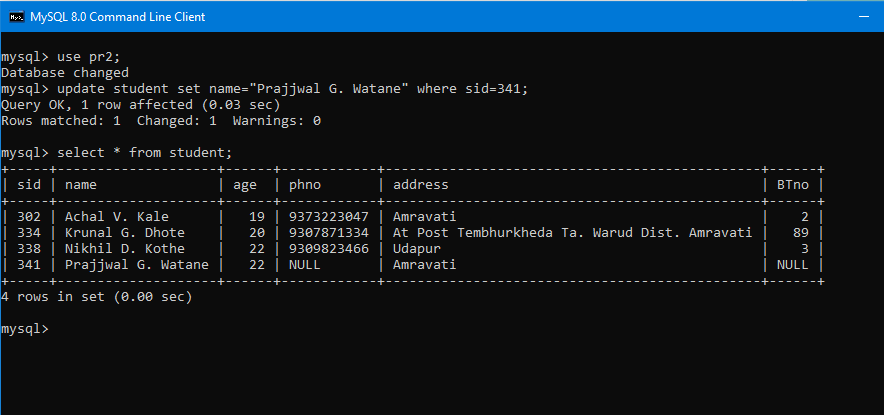 MySQL 8.0 Command Line Client
mysql> use pr2;
Database changed
mysql> update student set name="Prajjwal G. Watane" where sid=341;
Query OK, 1 row affected (0.03 sec)
Rows matched: 1  Changed: 1  Warnings: 0
mysql> select * from student;
+-----+--------------------+------+------------+-----------------------------------------------+------+
| sid | name               | age  | phno       | address                                       | BTno |
+-----+--------------------+------+------------+-----------------------------------------------+------+
| 302 | Achal V. Kale      |   19 | 9373223047 | Amravati                                      |    2 |
| 334 | Krunal G. Dhote    |   20 | 9307871334 | At Post Tembhurkheda Ta. Warud Dist. Amravati |   89 |
| 338 | Nikhil D. Kothe    |   22 | 9309823466 | Udapur                                        |    3 |
| 341 | Prajjwal G. Watane |   22 | NULL       | Amravati                                      | NULL |
+-----+--------------------+------+------------+-----------------------------------------------+------+
4 rows in set (0.00 sec)
mysql>